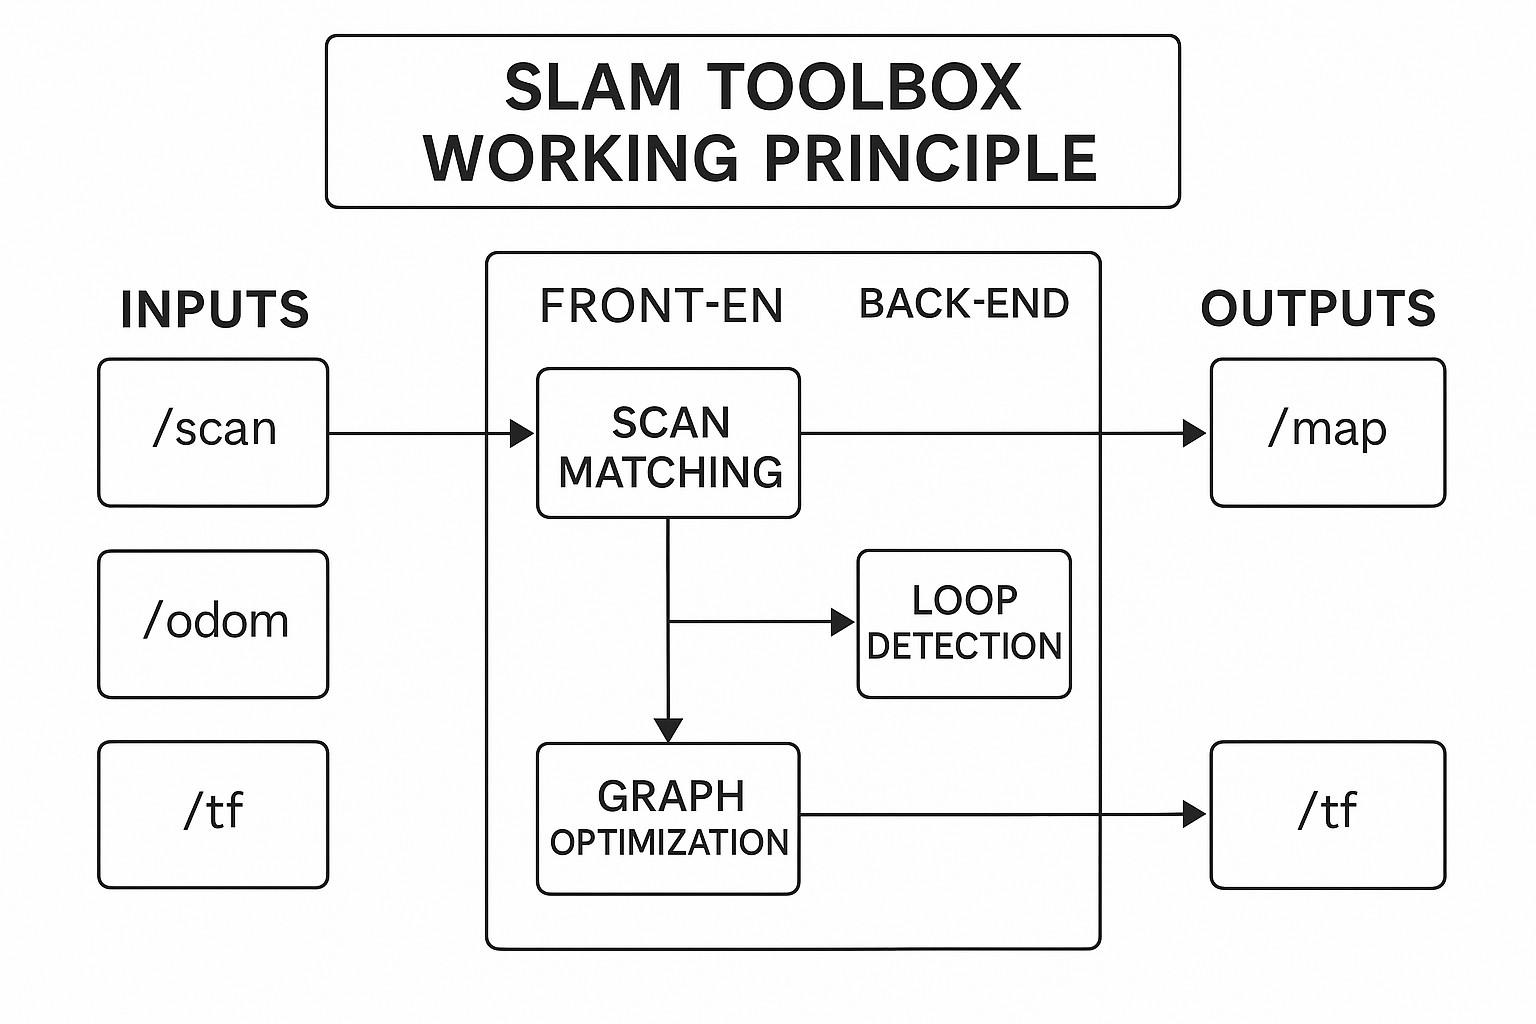 SLAM TOOLBOX
WORKING PRINCIPLE
INPUTS
FRONT-EN
BACK-END
OUTPUTS
/scan
SCAN
MATCHING
/map
/odom
LOOP
DETECTION
/tf
GRAPH
OPTIMIZATION
/tf